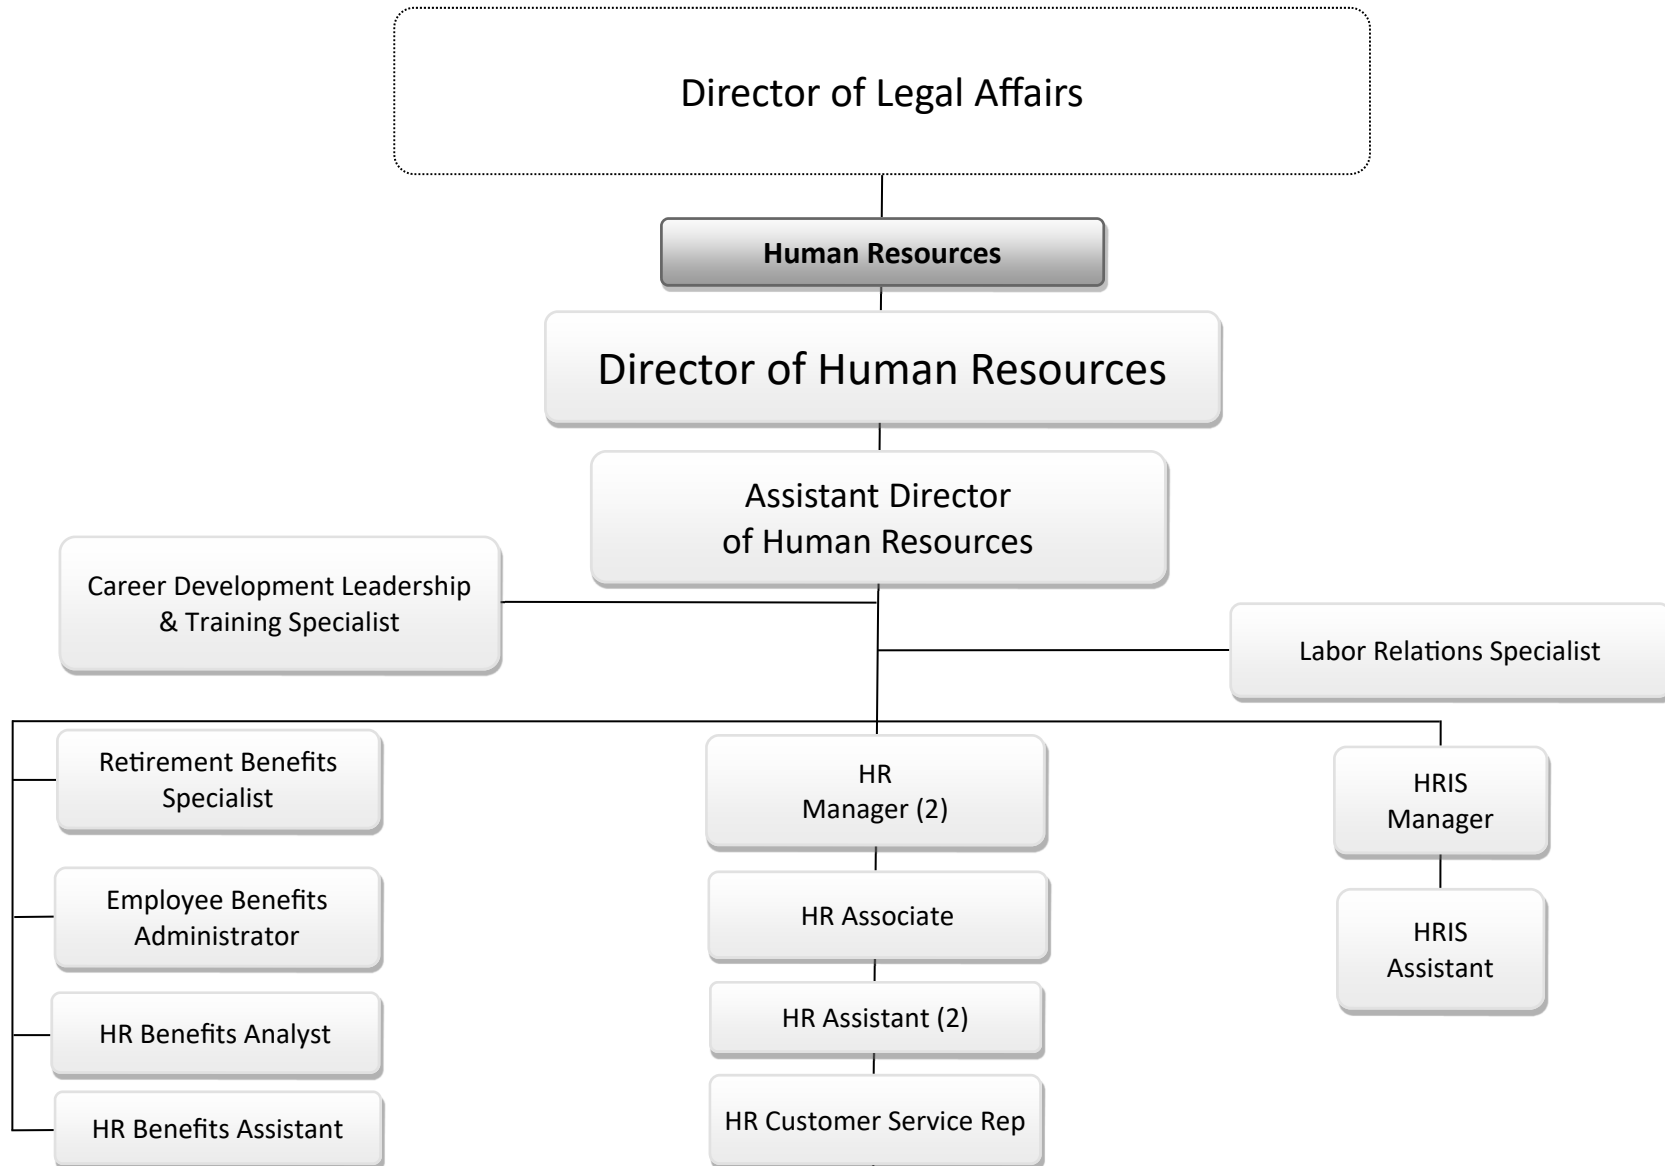 Director of Legal Affairs
Human Resources
Director of Human Resources
Assistant Director
of Human Resources
Career Development Leadership
& Training Specialist
Labor Relations Specialist
Retirement Benefits
Specialist
Employee Benefits
Administrator
HR Benefits Analyst
HR Benefits Assistant
HR
Manager (2)
HR Associate
HR Assistant (2)
HR Customer Service Rep
HRIS
Manager
HRIS
Assistant